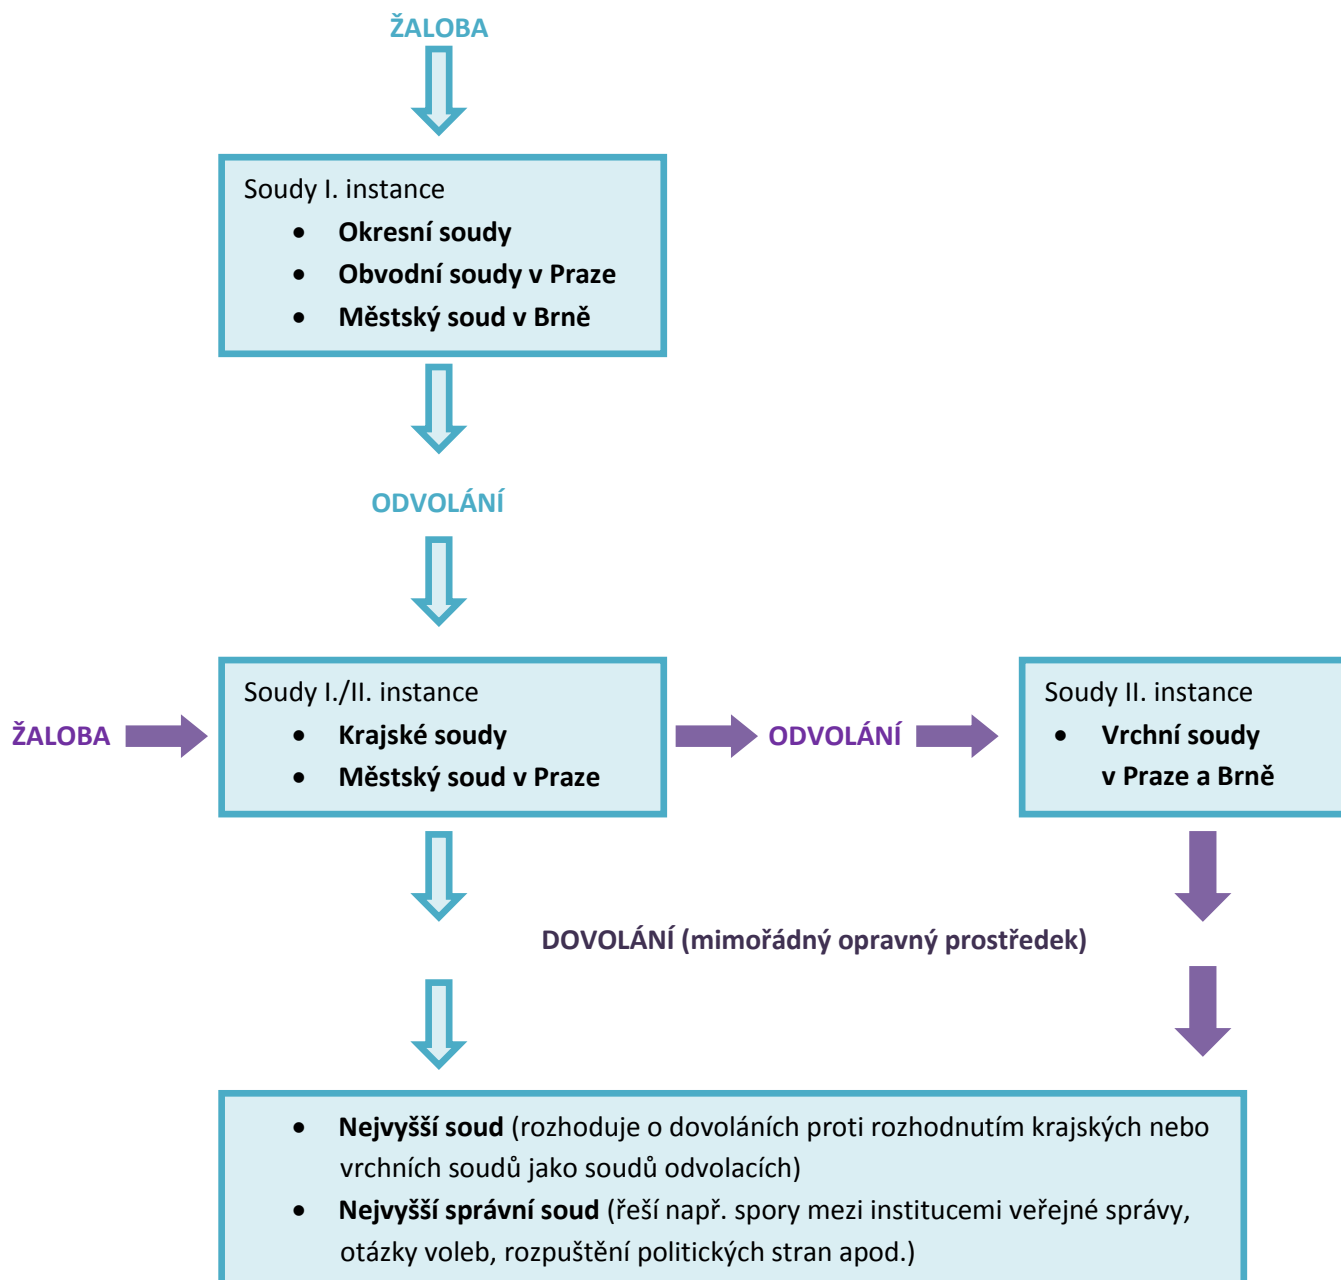 ŽALOBA
Soudy I. instance
• Okresní soudy
• Obvodní soudy v Praze
• Městský soud v Brně
ODVOLÁNÍ
ŽALOBA
Soudy I./II. instance
• Krajské soudy
• Městský soud v Praze
ODVOLÁNÍ
Soudy II. instance
• Vrchní soudy
v Praze a Brně
DOVOLÁNÍ (mimořádný opravný prostředek)
• Nejvyšší soud (rozhoduje o dovoláních proti rozhodnutím krajských nebo
vrchních soudů jako soudů odvolacích)
• Nejvyšší správní soud (řeší např. spory mezi institucemi veřejné správy,
otázky voleb, rozpuštění politických stran apod.)